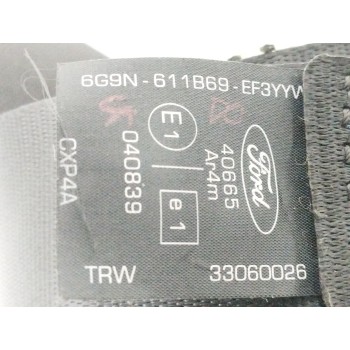 6G9N-611B69-EF3YYW
E1
040839
e1
40665
Ar4m
Ford
CXP4A
TRW
33060026